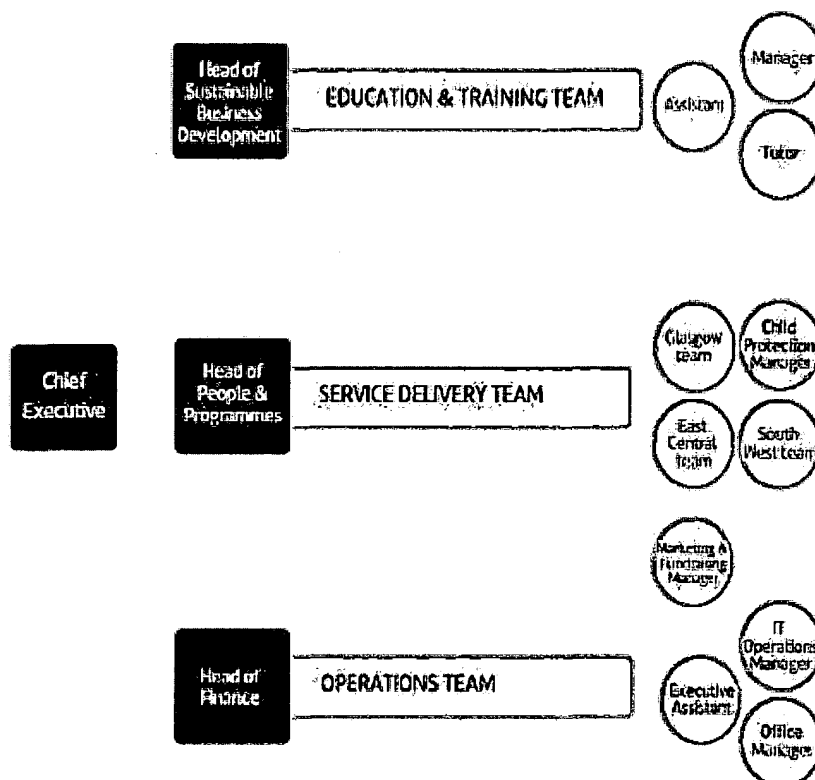 Head of
Sustainable
Business
Development
EDUCATION & TRAINING TEAM
Assistant
Manager
Tutor
Chief
Executive
Head of
People &
Programmes
SERVICE DELIVERY TEAM
Glasgow
team
Child
Protection
Manager
East
Central
team
South
West team
Marketing &
Fundraising
Manager
Head of
Finance
OPERATIONS TEAM
Executive
Assistant
IT
Operations
Manager
Office
Manager